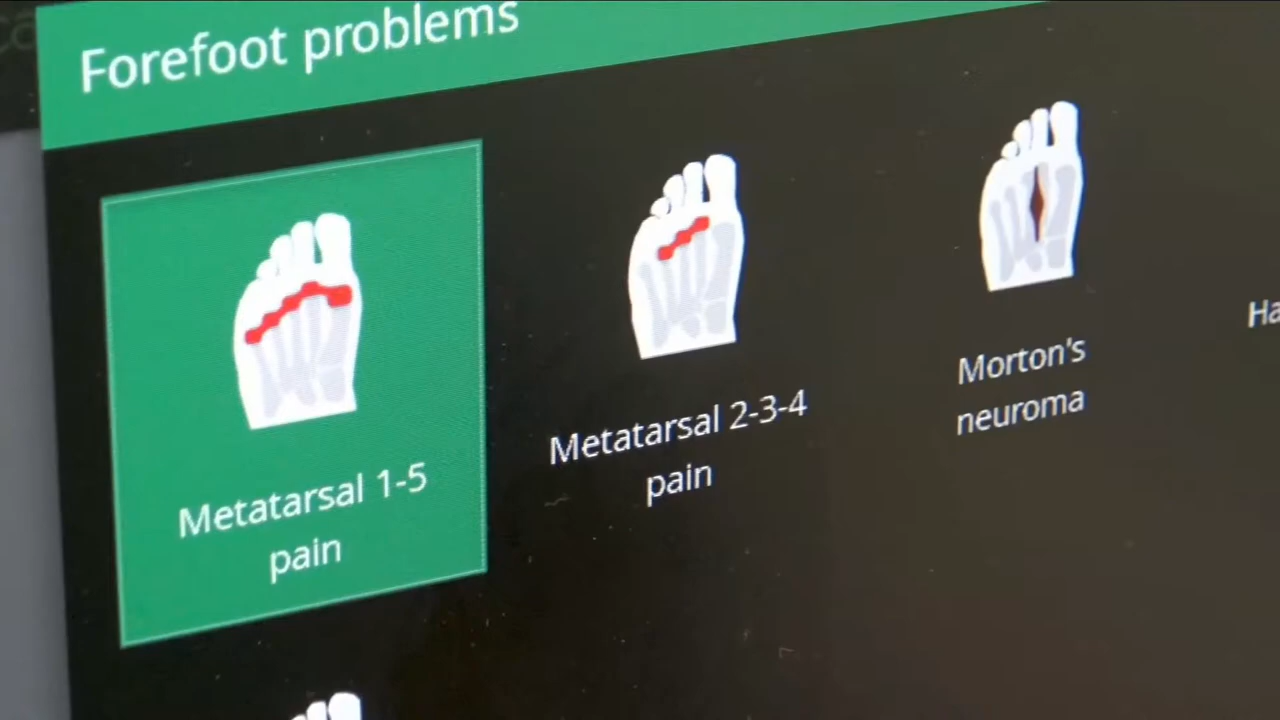 Forefoot problems
Metatarsal 1-5
pain
Metatarsal 2-3-4
pain
Morton's
neuroma